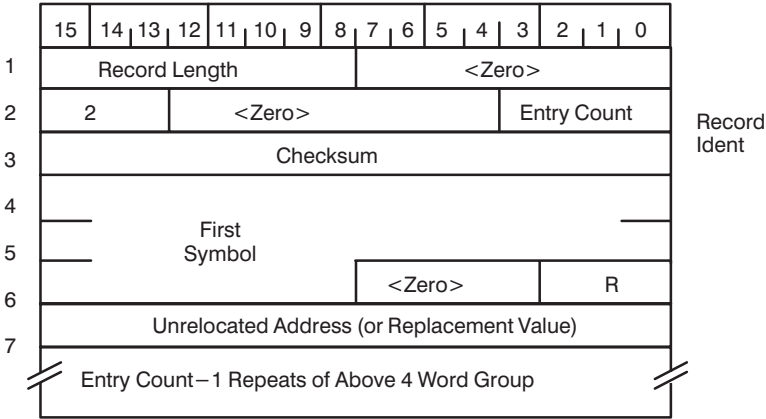 15 14 13 12 11 10 9 8 7 6 5 4 3 2 1 0
1 Record Length <Zero>
2 2 <Zero> Entry Count
Record
Ident
3 Checksum
4
First
5 Symbol
<Zero> R
6
Unrelocated Address (or Replacement Value)
7
Entry Count−1 Repeats of Above 4 Word Group